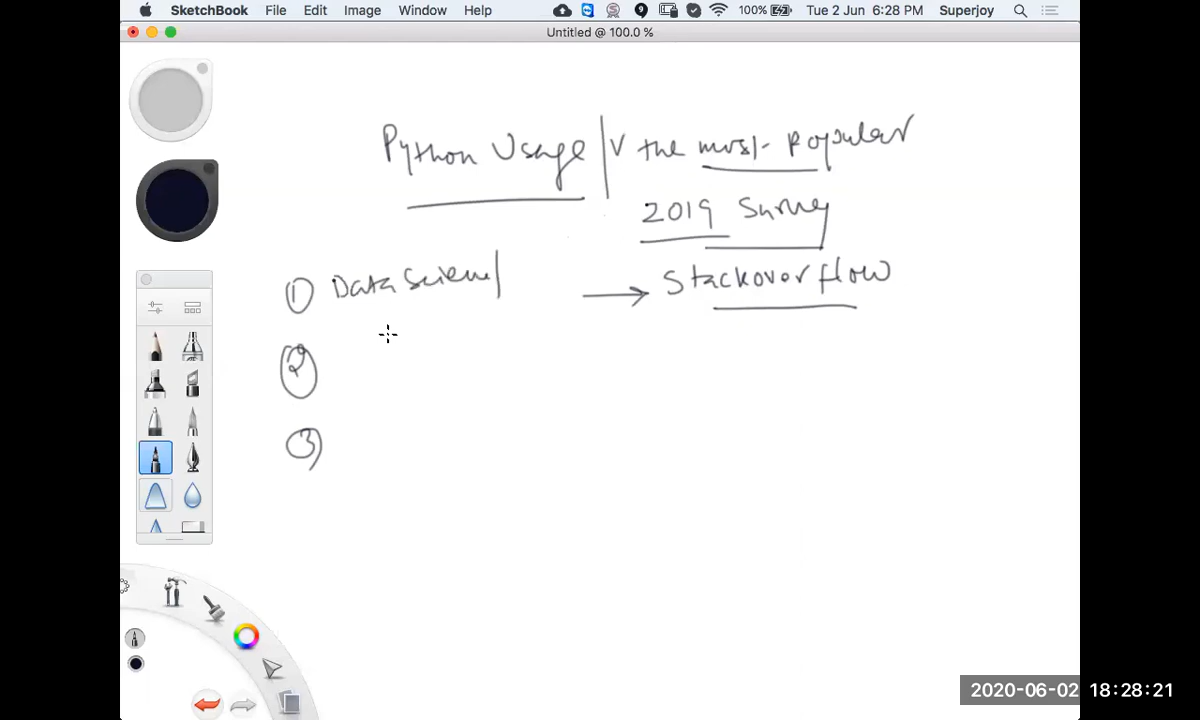 SketchBook File Edit Image Window Help 100% Tue 2 Jun 6:28 PM Superjoy
Untitled @ 100.0 %
Python Usage | the most popular
2019 Survey
① Data Science → Stackoverflow
②
③
2020-06-02 18:28:21